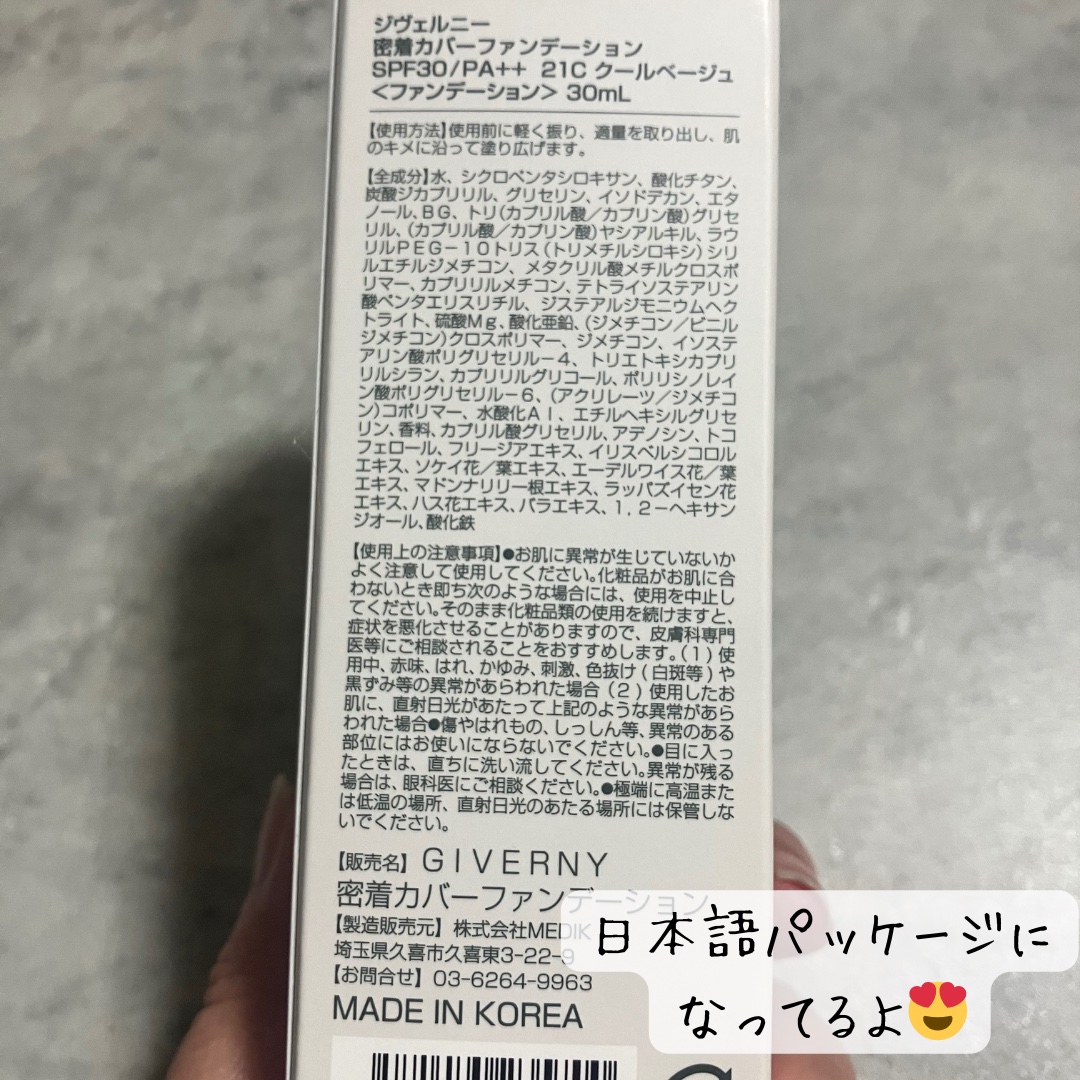 ジヴェルニー
密着カバーファンデーション
SPF30/PA++ 21C クールベージュ
＜ファンデーション＞ 30mL
【使用方法】使用前に軽く振り、適量を取り出し、肌
のキメに沿って塗り広げます。
【全成分】水、シクロペンタシロキサン、酸化チタン、
炭酸ジカプリリル、グリセリン、イソドデカン、エタ
ノール、BG、トリ(カプリル酸／カプリン酸)グリセ
リル、(カプリル酸／カプリン酸)ヤシアルキル、ラウ
リルPEG－10トリス(トリメチルシロキシ)シリ
ルエチルジメチコン、メタクリル酸メチルクロスポ
リマー、カプリリルメチコン、テトライソステアリン
酸ペンタエリスリチル、ジステアルジモニウムヘク
トライト、硫酸Mg、酸化亜鉛、(ジメチコン／ビニル
ジメチコン)クロスポリマー、ジメチコン、イソステ
アリン酸ポリグリセリル－4、トリエトキシカプリ
リルシラン、カプリリルグリコール、ポリリシノレイ
ン酸ポリグリセリル－6、(アクリレーツ／ジメチコ
ン)コポリマー、水酸化Al、エチルヘキシルグリセ
リン、香料、カプリル酸グリセリル、アデノシン、トコ
フェロール、フリージアエキス、イリスベルシコロル
エキス、ソケイ花／葉エキス、エーデルワイス花／葉
エキス、マドンナリリー根エキス、ラッパズイセン花
エキス、ハス花エキス、バラエキス、1，2－ヘキサン
ジオール、酸化鉄
【使用上の注意事項】●お肌に異常が生じていないか
よく注意して使用してください。化粧品がお肌に合
わないとき即ち次のような場合には、使用を中止し
てください。そのまま化粧品類の使用を続けますと、
症状を悪化させることがありますので、皮膚科専門
医等にご相談されることをおすすめします。(1)使
用中、赤味、はれ、かゆみ、刺激、色抜け(白斑等)や
黒ずみ等の異常があらわれた場合(2)使用したお
肌に、直射日光があたって上記のような異常があら
われた場合●傷やはれもの、しっしん等、異常のある
部位にはお使いにならないでください。●目に入っ
たときは、直ちに洗い流してください。異常が残る
場合は、眼科医にご相談ください。●極端に高温また
は低温の場所、直射日光のあたる場所には保管しな
いでください。
【販売名】GIVERNY
密着カバーファンデーション
【製造販売元】株式会社MEDIK
埼玉県久喜市久喜東3-22-9
【お問合せ】03-6264-9963
MADE IN KOREA
日本語パッケージに
なってるよ😍